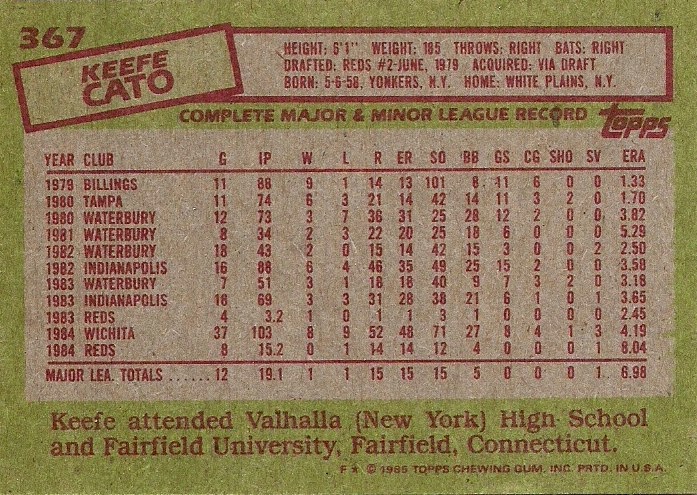 367
KEEFE
CATO
HEIGHT: 6'1" WEIGHT: 185 THROWS: RIGHT BATS: RIGHT
DRAFTED: REDS #2-JUNE, 1979 ACQUIRED: VIA DRAFT
BORN: 5-6-58, YONKERS, N.Y. HOME: WHITE PLAINS, N.Y.
COMPLETE MAJOR & MINOR LEAGUE RECORD Topps
YEAR CLUB G IP W L R ER SO BB GS CG SHO SV ERA
1979 BILLINGS 11 88 9 1 14 13 101 8 11 6 0 0 1.33
1980 TAMPA 11 74 6 3 21 14 42 14 11 3 2 0 1.70
1980 WATERBURY 12 73 3 7 36 31 25 28 12 2 0 0 3.82
1981 WATERBURY 8 34 2 3 22 20 25 18 6 0 0 0 5.29
1982 WATERBURY 18 43 2 0 15 14 42 15 3 0 0 2 2.50
1982 INDIANAPOLIS 16 88 6 4 46 35 49 25 15 2 0 0 3.58
1983 WATERBURY 7 51 3 2 18 18 40 9 7 3 2 0 3.18
1983 INDIANAPOLIS 18 69 3 3 31 28 38 21 6 1 0 1 3.65
1983 REDS 4 3.2 1 0 1 1 3 1 0 0 0 0 2.45
1984 WICHITA 37 103 8 9 52 48 71 27 8 4 1 3 4.19
1984 REDS 8 15.2 0 1 14 14 12 4 0 0 0 1 8.04
MAJOR LEA. TOTALS ...... 12 19.1 1 1 15 15 15 5 0 0 0 1 6.98
Keefe attended Valhalla (New York) High School
and Fairfield University, Fairfield, Connecticut.
F ★ © 1985 TOPPS CHEWING GUM, INC. PRTD. IN U.S.A.